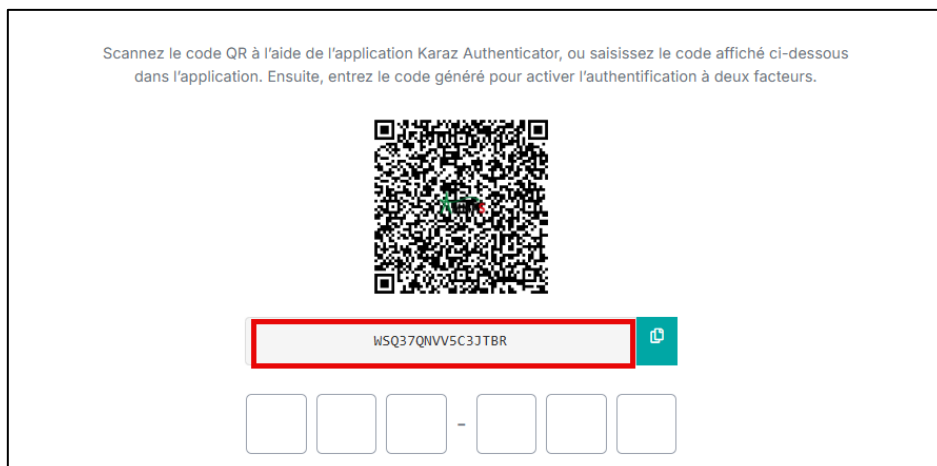 Scannez le code QR à l’aide de l’application Karaz Authenticator, ou saisissez le code affiché ci-dessous
dans l’application. Ensuite, entrez le code généré pour activer l’authentification à deux facteurs.
WSQ37QNVV5C3JTBR
-